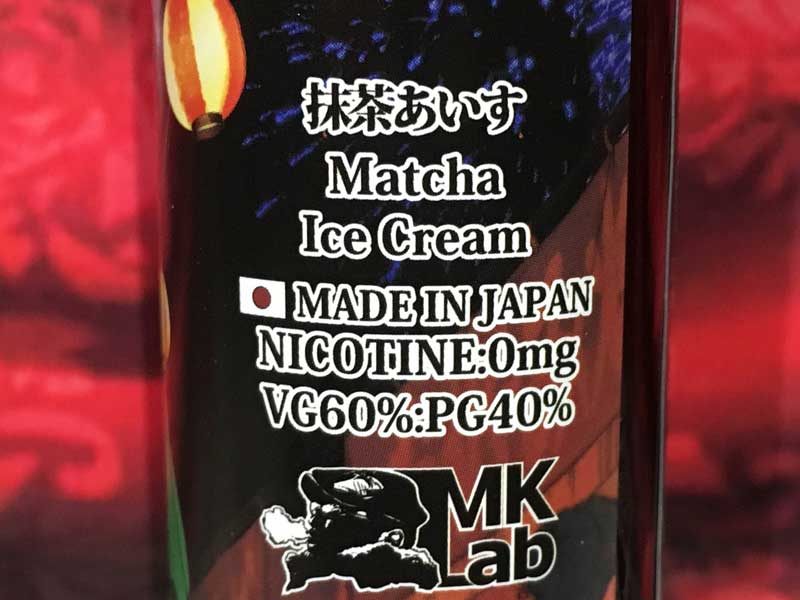 抹茶あいす
Matcha
Ice Cream
MADE IN JAPAN
NICOTINE:0mg
VG60%:PG40%
MK
Lab